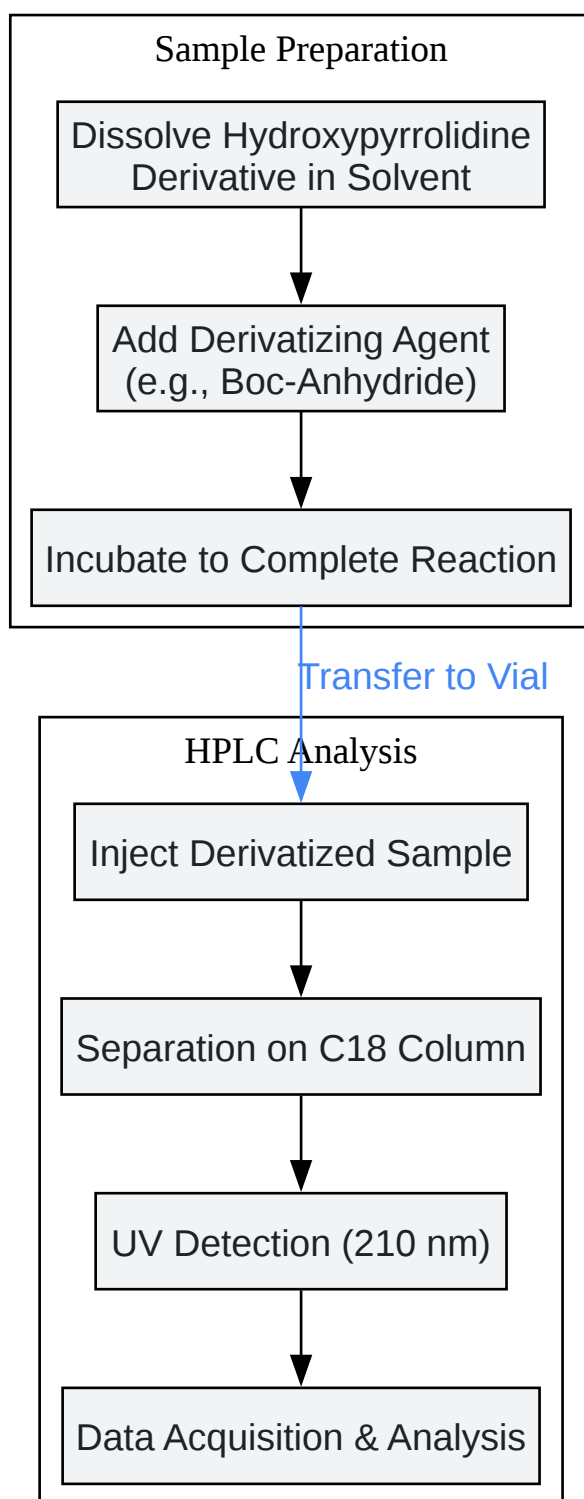 Sample Preparation
Dissolve Hydroxypyrrolidine
Derivative in Solvent
Add Derivatizing Agent
(e.g., Boc-Anhydride)
Incubate to Complete Reaction
Transfer to Vial
HPLC Analysis
Inject Derivatized Sample
Separation on C18 Column
UV Detection (210 nm)
Data Acquisition & Analysis